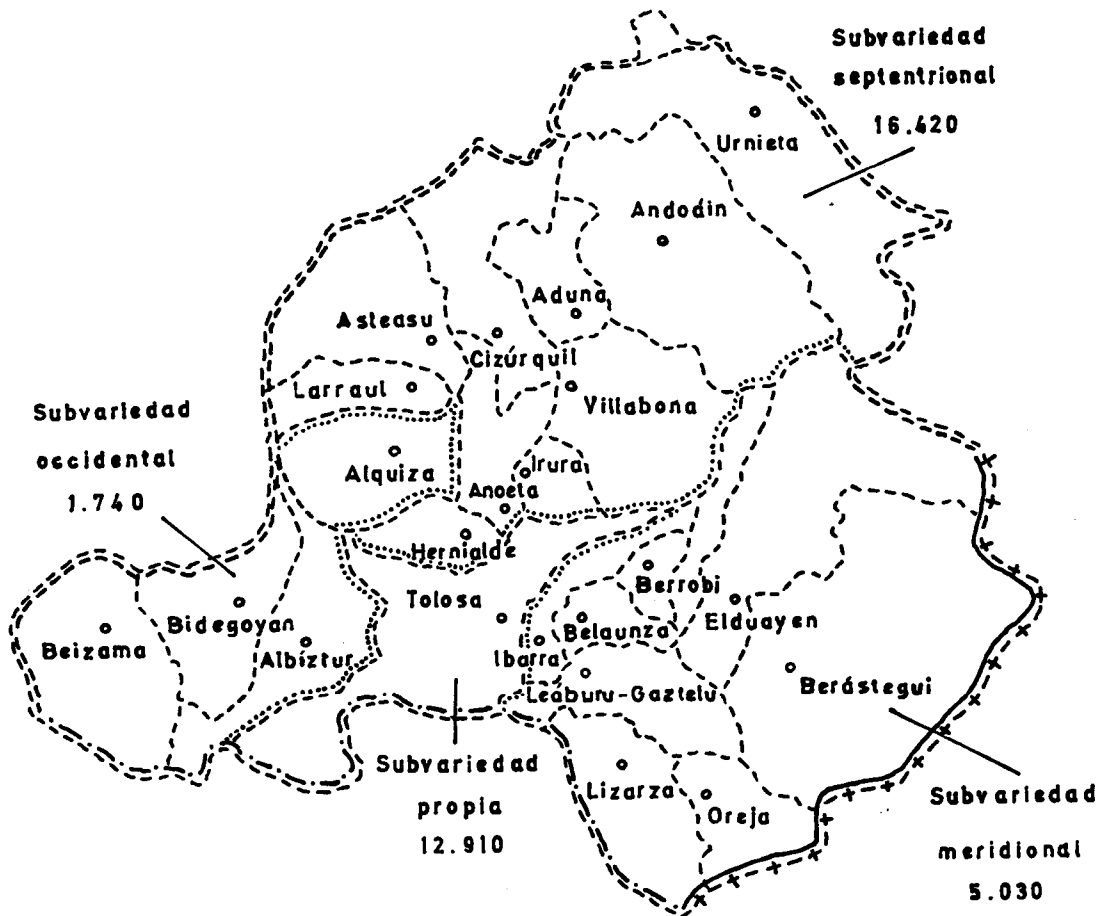 Subvariedad
septentrional
16.420
Urnieta
Andodin
Aduna
Asteasu
Cizúrquil
Larraul
Villabona
Subvariedad
occidental
1.740
Alquiza
Irura
Anoeta
Hernialde
Berrobi
Tolosa
Bidegoyan
Belaunza
Elduayen
Beizama
Albíztur
Ibarra
Leaburu-Gaztelu
Berástegui
Subvariedad
propia
12.910
Lizarza
Oreja
Subvariedad
meridional
5.030